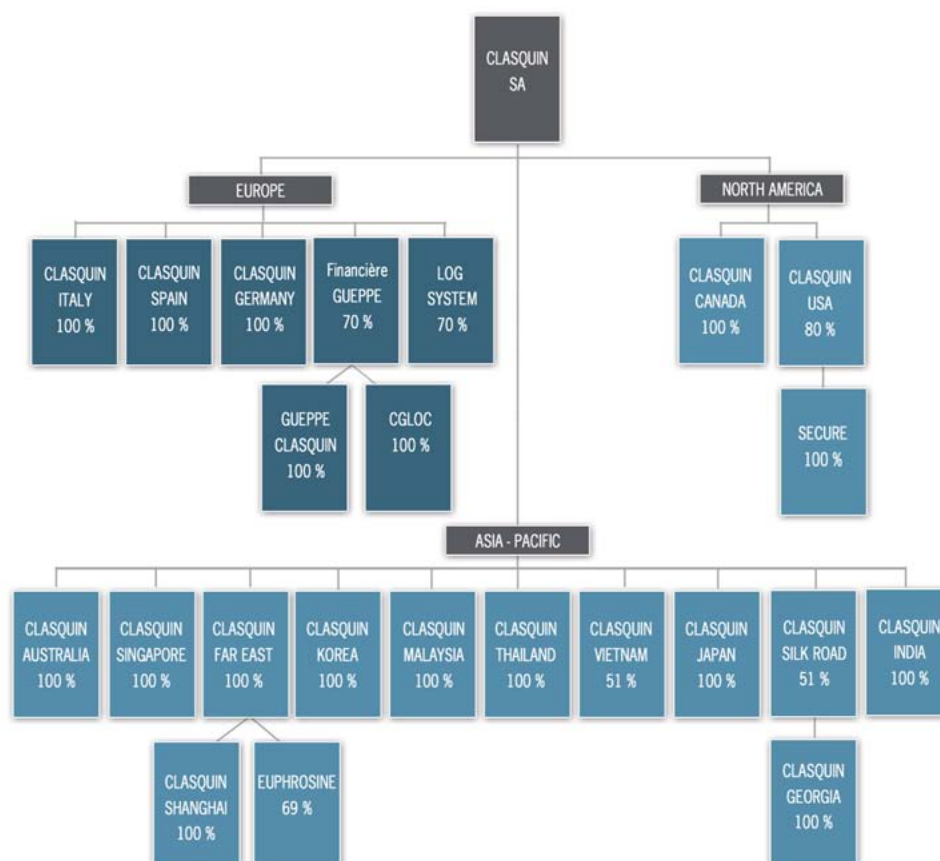 CLASQUIN
SA
EUROPE
NORTH AMERICA
CLASQUIN
ITALY
100 %
CLASQUIN
SPAIN
100 %
CLASQUIN
GERMANY
100 %
Financière
GUEPPE
70 %
LOG
SYSTEM
70 %
CLASQUIN
CANADA
100 %
CLASQUIN
USA
80 %
GUEPPE
CLASQUIN
100 %
CGLOC
100 %
SECURE
100 %
ASIA - PACIFIC
CLASQUIN
AUSTRALIA
100 %
CLASQUIN
SINGAPORE
100 %
CLASQUIN
FAR EAST
100 %
CLASQUIN
KOREA
100 %
CLASQUIN
MALAYSIA
100 %
CLASQUIN
THAILAND
100 %
CLASQUIN
VIETNAM
51 %
CLASQUIN
JAPAN
100 %
CLASQUIN
SILK ROAD
51 %
CLASQUIN
INDIA
100 %
CLASQUIN
SHANGHAI
100 %
EUPHROSINE
69 %
CLASQUIN
GEORGIA
100 %